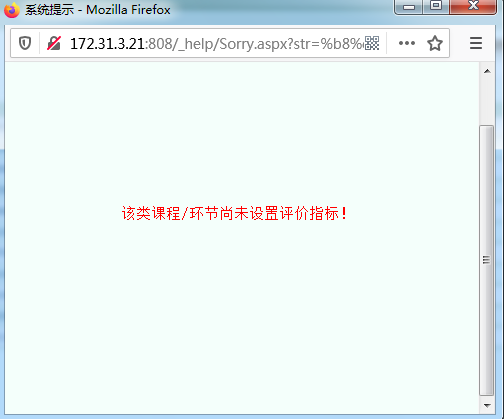 系统提示 - Mozilla Firefox
172.31.3.21:808/_help/Sorry.aspx?str=%b8%
该类课程/环节尚未设置评价指标!